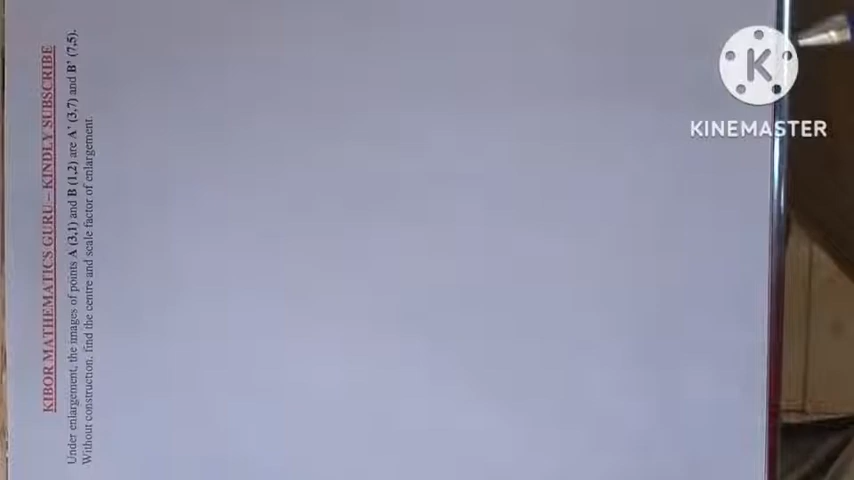 KIBOR MATHEMATICS GURU – KINDLY SUBSCRIBE
Under enlargement, the images of points A (3,1) and B (1,2) are A' (3,7) and B' (7,5).
Without construction, find the centre and scale factor of enlargement.
K
KINEMASTER